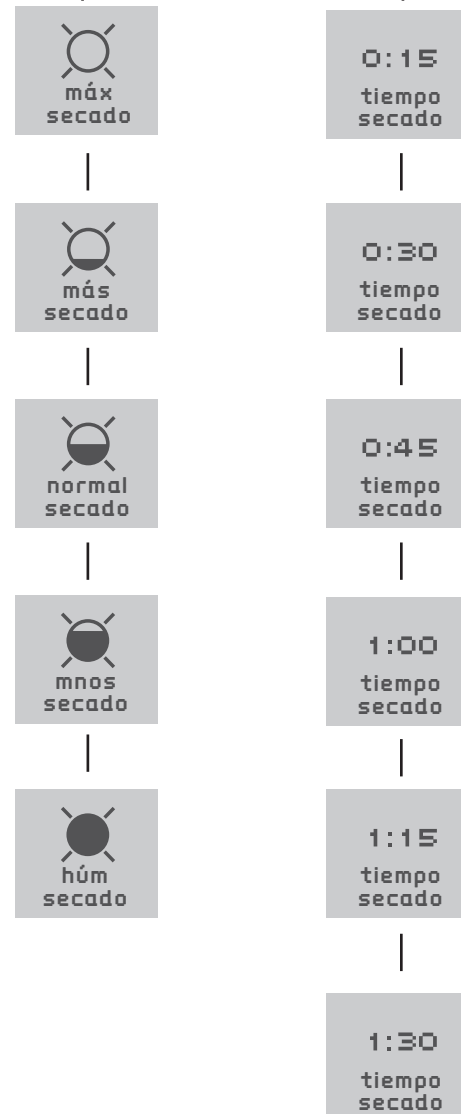 máx
secado
más
secado
normal
secado
mnos
secado
húm
secado
0:15
tiempo
secado
0:30
tiempo
secado
0:45
tiempo
secado
1:00
tiempo
secado
1:15
tiempo
secado
1:30
tiempo
secado